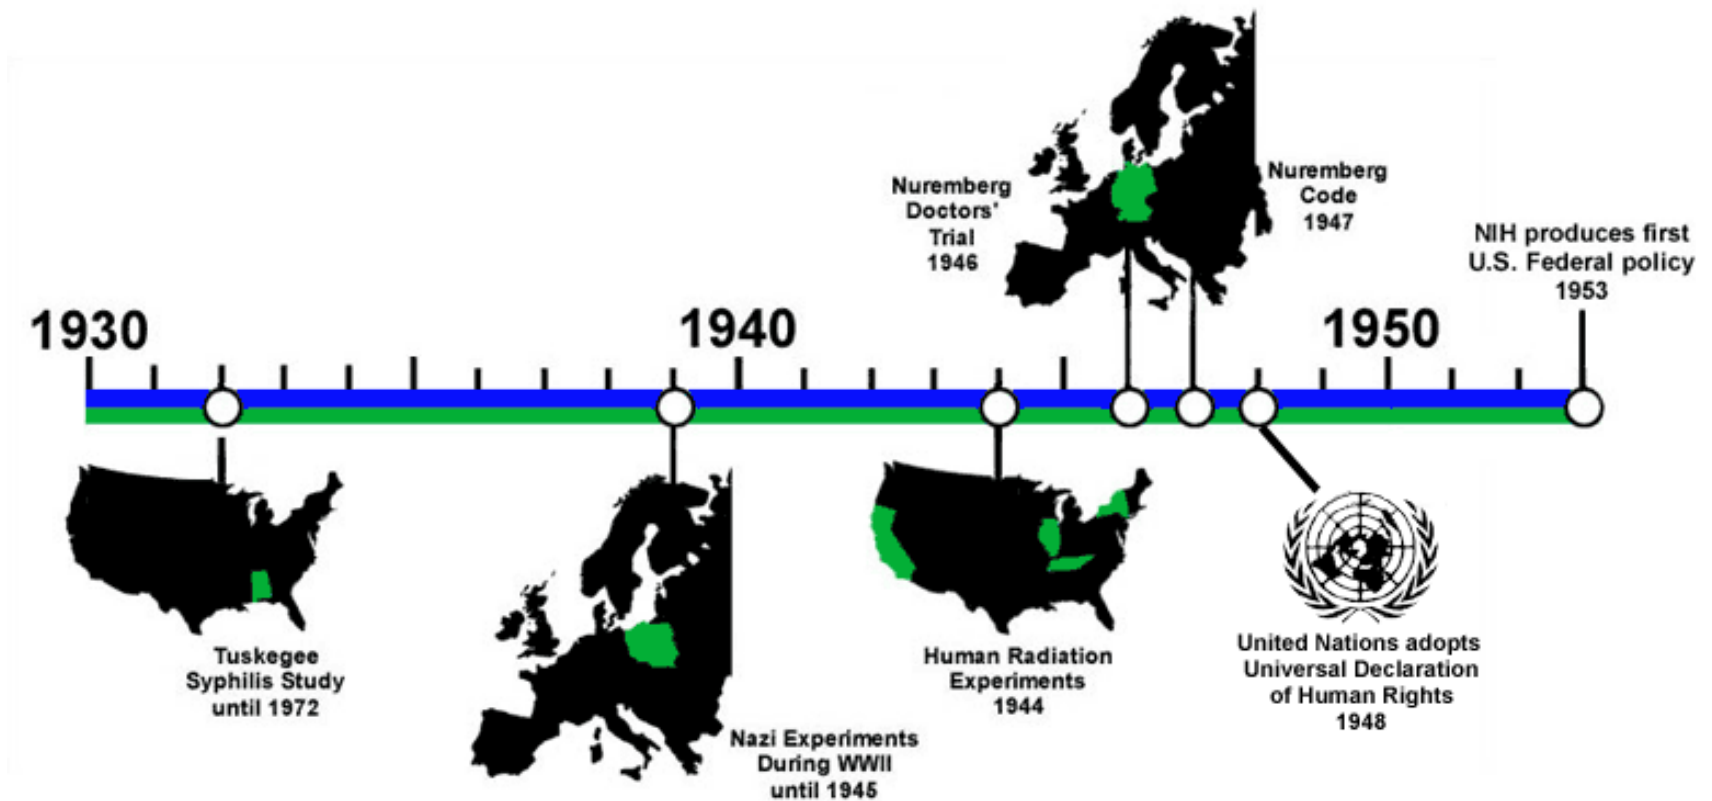 Nuremberg
Doctors'
Trial
1946
Nuremberg
Code
1947
NIH produces first
U.S. Federal policy
1953
1930
1940
1950
Tuskegee
Syphilis Study
until 1972
Nazi Experiments
During WWII
until 1945
Human Radiation
Experiments
1944
United Nations adopts
Universal Declaration
of Human Rights
1948